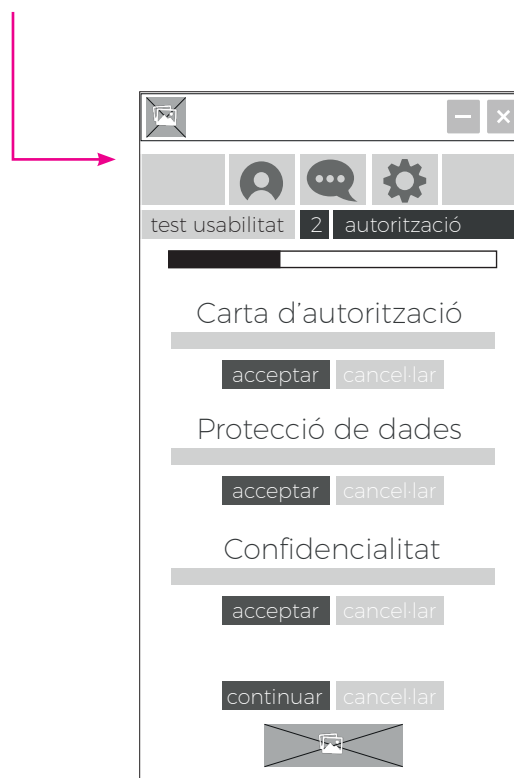 test usabilitat 2 autorització
Carta d’autorització
acceptar cancel·lar
Protecció de dades
acceptar cancel·lar
Confidencialitat
acceptar cancel·lar
continuar cancel·lar